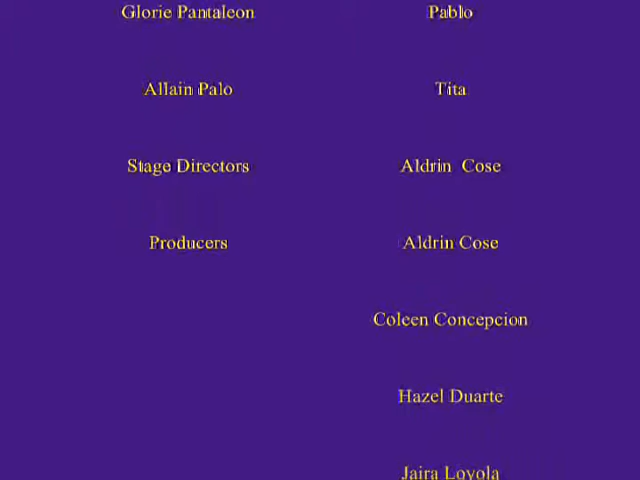 Glorie Pantaleon Pablo
Allain Palo Tita
Stage Directors Aldrin Cose
Producers Aldrin Cose
Coleen Concepcion
Hazel Duarte
Jaira Loyola